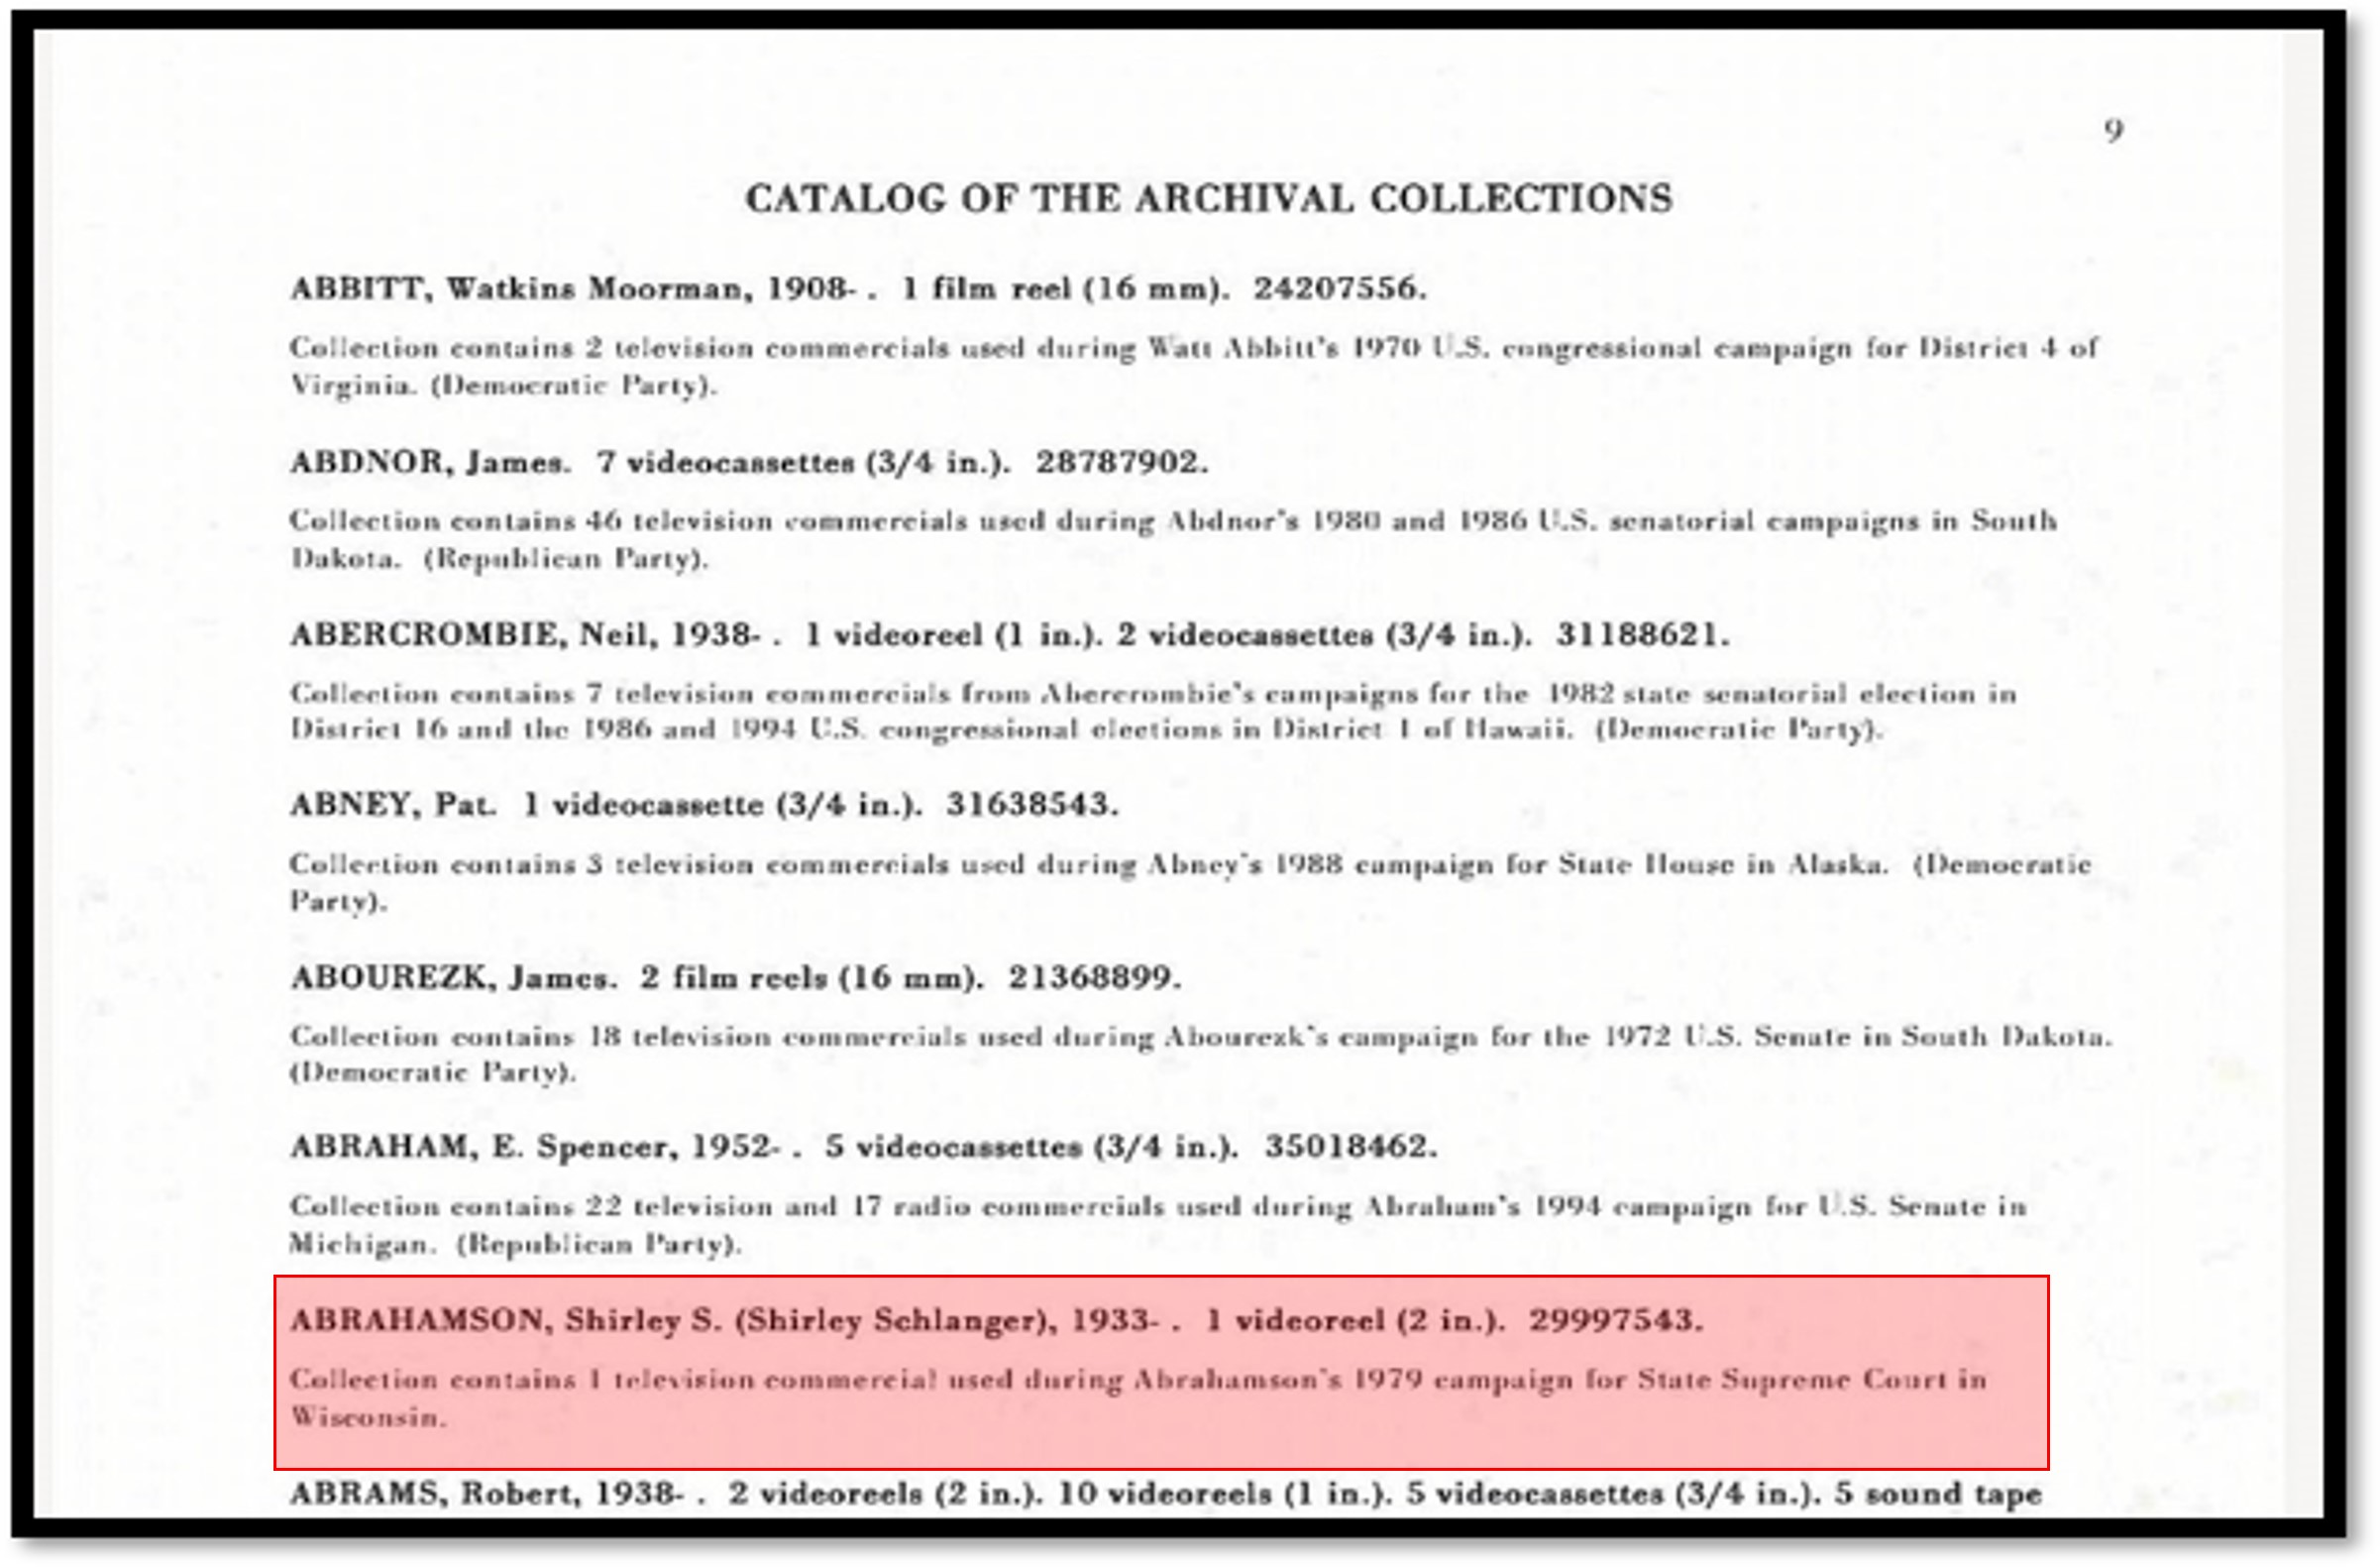 9
CATALOG OF THE ARCHIVAL COLLECTIONS
ABBITT, Watkins Moorman, 1908- . 1 film reel (16 mm). 24207556.
Collection contains 2 television commercials used during Watt Abbitt's 1970 U.S. congressional campaign for District 4 of
Virginia. (Democratic Party).
ABDNOR, James. 7 videocassettes (3/4 in.). 28787902.
Collection contains 46 television commercials used during Abdnor's 1980 and 1986 U.S. senatorial campaigns in South
Dakota. (Republican Party).
ABERCROMBIE, Neil, 1938- . 1 videoreel (1 in.). 2 videocassettes (3/4 in.). 31188621.
Collection contains 7 television commercials from Abercrombie's campaigns for the 1982 state senatorial election in
District 16 and the 1986 and 1994 U.S. congressional elections in District 1 of Hawaii. (Democratic Party).
ABNEY, Pat. 1 videocassette (3/4 in.). 31638543.
Collection contains 3 television commercials used during Abney's 1988 campaign for State House in Alaska. (Democratic
Party).
ABOUREZK, James. 2 film reels (16 mm). 21368899.
Collection contains 18 television commercials used during Abourezk's campaign for the 1972 U.S. Senate in South Dakota.
(Democratic Party).
ABRAHAM, E. Spencer, 1952- . 5 videocassettes (3/4 in.). 35018462.
Collection contains 22 television and 17 radio commercials used during Abraham's 1994 campaign for U.S. Senate in
Michigan. (Republican Party).
ABRAHAMSON, Shirley S. (Shirley Schlanger), 1933- . 1 videoreel (2 in.). 29997543.
Collection contains 1 television commercial used during Abrahamson's 1979 campaign for State Supreme Court in
Wisconsin.
ABRAMS, Robert, 1938- . 2 videoreels (2 in.). 10 videoreels (1 in.). 5 videocassettes (3/4 in.). 5 sound tape